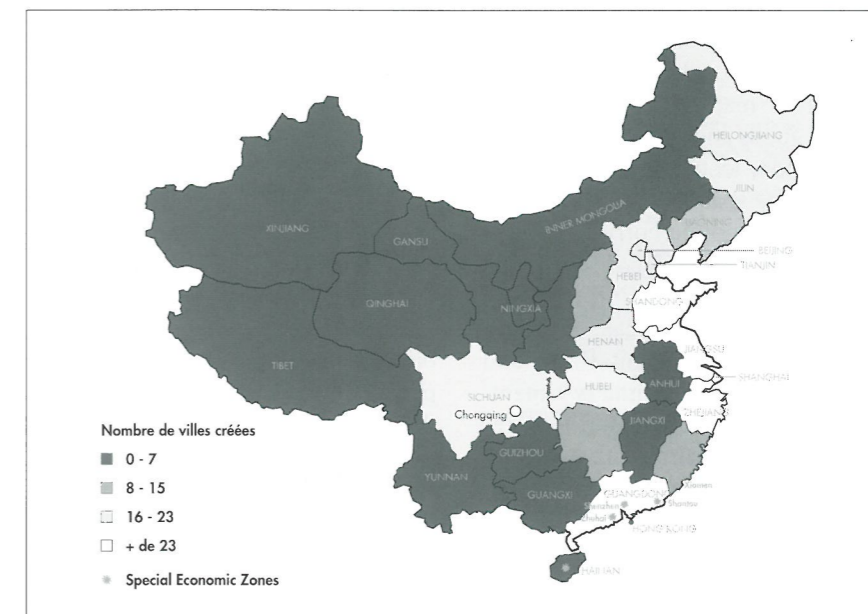 HEILONGJIANG
JILIN
LIAONING
INNER MONGOLIA
XINJIANG
GANSU
BEIJING
TIANJIN
HEBEI
SHANDONG
QINGHAI
NINGXIA
HENAN
JIANGSU
TIBET
SHANGHAI
ANHUI
HUBEI
SICHUAN
Chongqing
ZHEJIANG
JIANGXI
GUIZHOU
YUNNAN
GUANGXI
GUANGDONG
Xiamen
Shantou
Shenzhen
Zhuhai
HONG KONG
HAINAN
Nombre de villes créées
0 - 7
8 - 15
16 - 23
+ de 23
Special Economic Zones